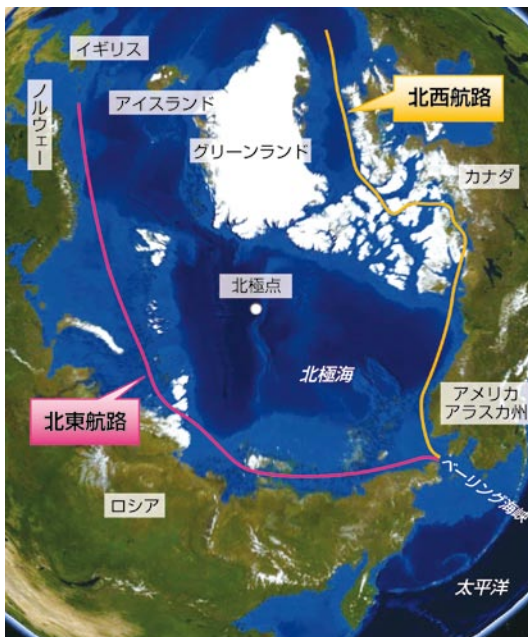 イギリス
ノルウェー
アイスランド
北西航路
グリーンランド
カナダ
北極点
北極海
アメリカ
アラスカ州
北東航路
ベーリング海峡
ロシア
太平洋